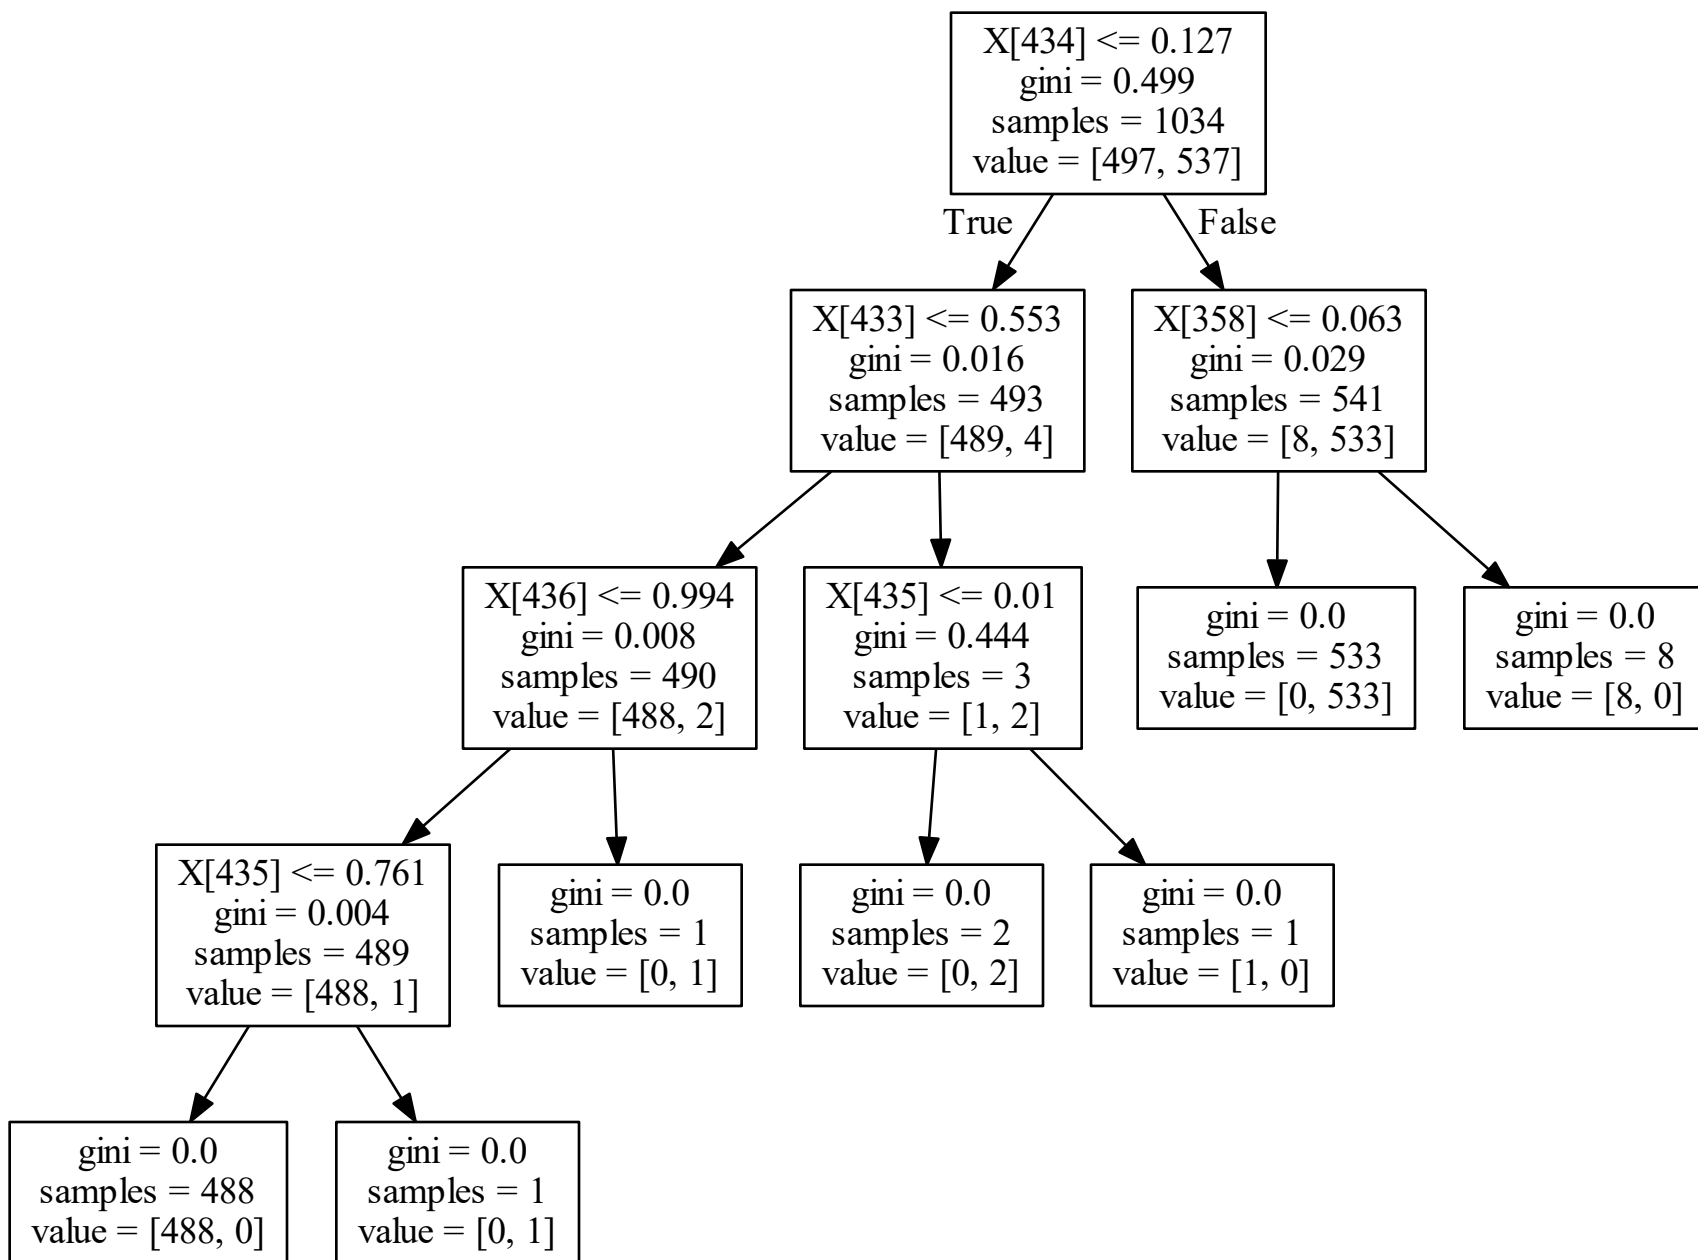 X[434] <= 0.127
gini = 0.499
samples = 1034
value = [497, 537]
True
False
X[433] <= 0.553
gini = 0.016
samples = 493
value = [489, 4]
X[358] <= 0.063
gini = 0.029
samples = 541
value = [8, 533]
X[436] <= 0.994
gini = 0.008
samples = 490
value = [488, 2]
X[435] <= 0.01
gini = 0.444
samples = 3
value = [1, 2]
gini = 0.0
samples = 533
value = [0, 533]
gini = 0.0
samples = 8
value = [8, 0]
X[435] <= 0.761
gini = 0.004
samples = 489
value = [488, 1]
gini = 0.0
samples = 1
value = [0, 1]
gini = 0.0
samples = 2
value = [0, 2]
gini = 0.0
samples = 1
value = [1, 0]
gini = 0.0
samples = 488
value = [488, 0]
gini = 0.0
samples = 1
value = [0, 1]